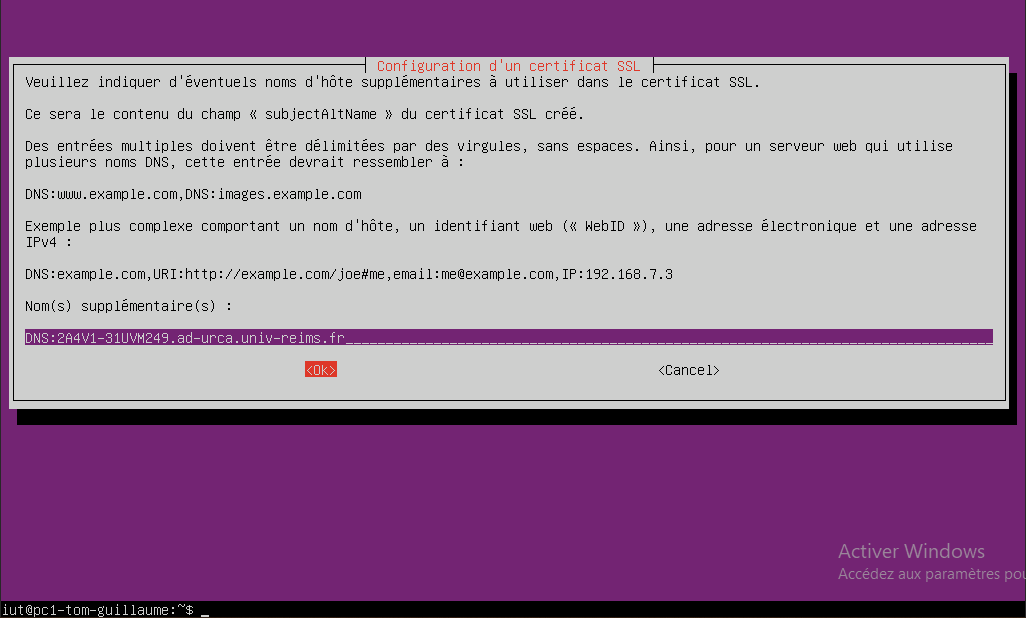 Configuration d'un certificat SSL
Veuillez indiquer d'éventuels noms d'hôte supplémentaires à utiliser dans le certificat SSL.
Ce sera le contenu du champ « subjectAltName » du certificat SSL créé.
Des entrées multiples doivent être délimitées par des virgules, sans espaces. Ainsi, pour un serveur web qui utilise
plusieurs noms DNS, cette entrée devrait ressembler à :
DNS:www.example.com,DNS:images.example.com
Exemple plus complexe comportant un nom d'hôte, un identifiant web (« WebID »), une adresse électronique et une adresse
IPv4 :
DNS:example.com,URI:http://example.com/joe#me,email:me@example.com,IP:192.168.7.3
Nom(s) supplémentaire(s) :
DNS:2A4V1-31UVM249.ad-urca.univ-reims.fr
<Ok> <Cancel>
Activer Windows
Accédez aux paramètres pou
iut@pc1-tom-guillaume:~$ _